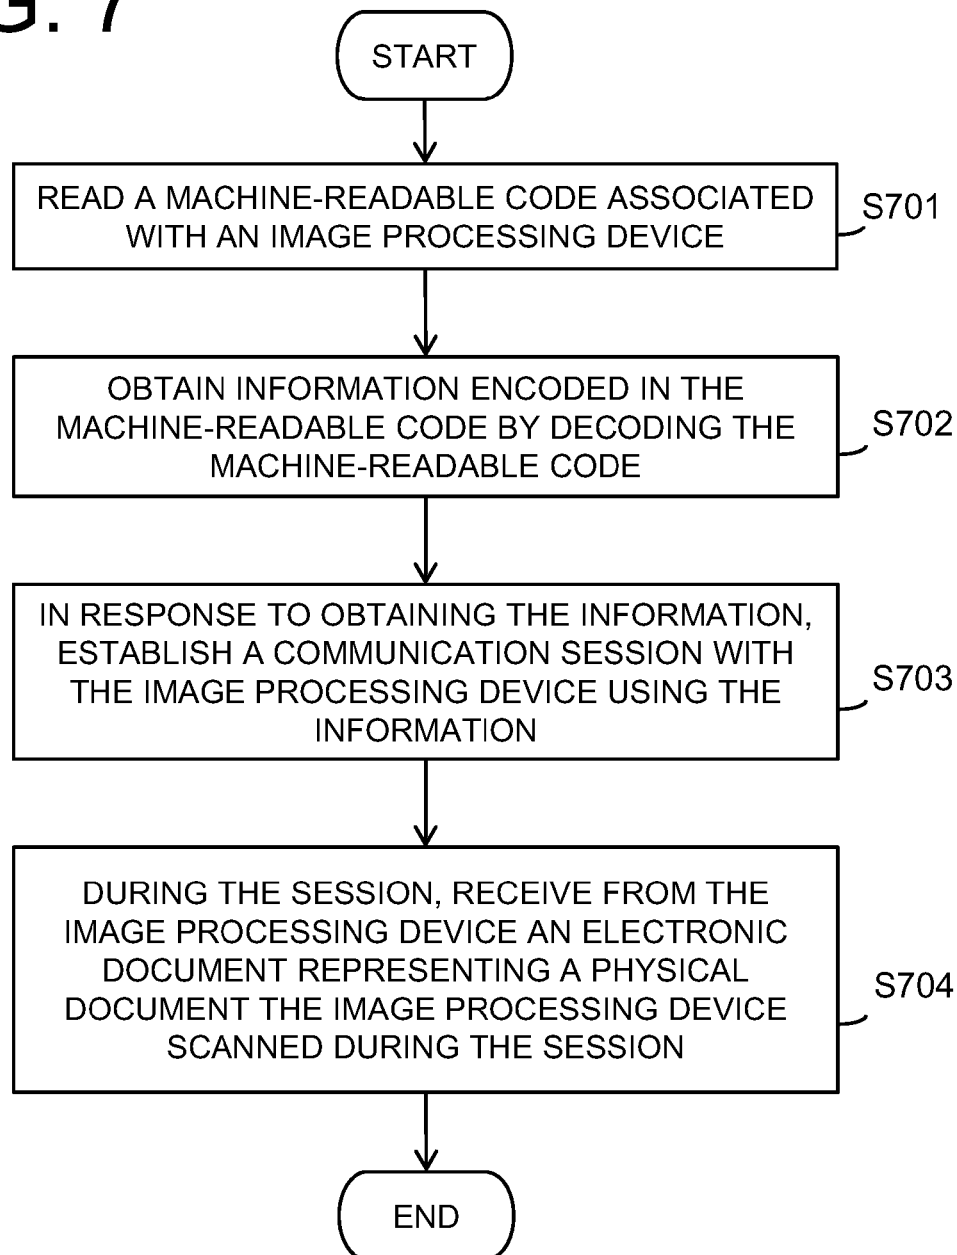 G. 7
START
READ A MACHINE-READABLE CODE ASSOCIATED
WITH AN IMAGE PROCESSING DEVICE
S701
OBTAIN INFORMATION ENCODED IN THE
MACHINE-READABLE CODE BY DECODING THE
MACHINE-READABLE CODE
S702
IN RESPONSE TO OBTAINING THE INFORMATION,
ESTABLISH A COMMUNICATION SESSION WITH
THE IMAGE PROCESSING DEVICE USING THE
INFORMATION
S703
DURING THE SESSION, RECEIVE FROM THE
IMAGE PROCESSING DEVICE AN ELECTRONIC
DOCUMENT REPRESENTING A PHYSICAL
DOCUMENT THE IMAGE PROCESSING DEVICE
SCANNED DURING THE SESSION
S704
END